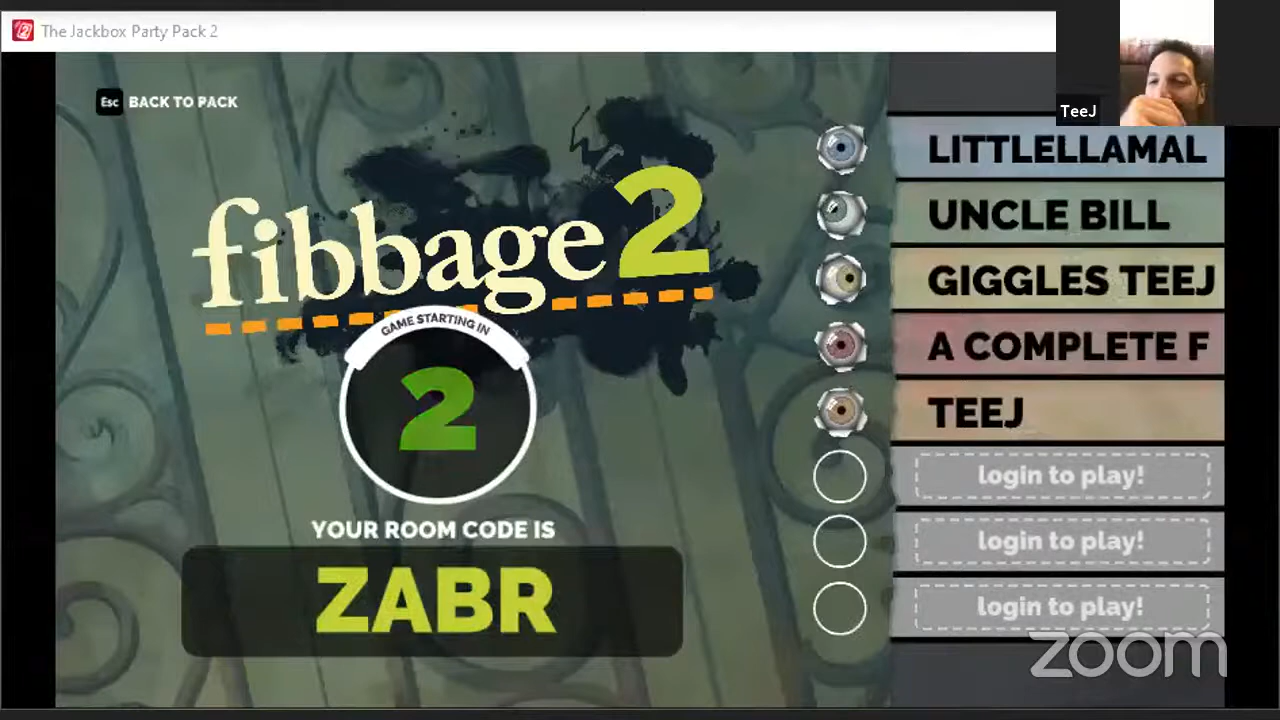 The Jackbox Party Pack 2
TeeJ
Esc BACK TO PACK
fibbage 2
GAME STARTING IN
2
YOUR ROOM CODE IS
ZABR
LITTLELLAMAL
UNCLE BILL
GIGGLES TEEJ
A COMPLETE F
TEEJ
login to play!
login to play!
login to play!
zoom